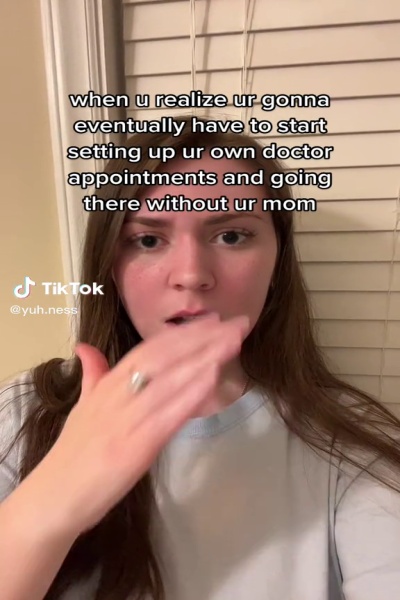 when u realize ur gonna
eventually have to start
setting up ur own doctor
appointments and going
there without ur mom
TikTok
@yuh.ness